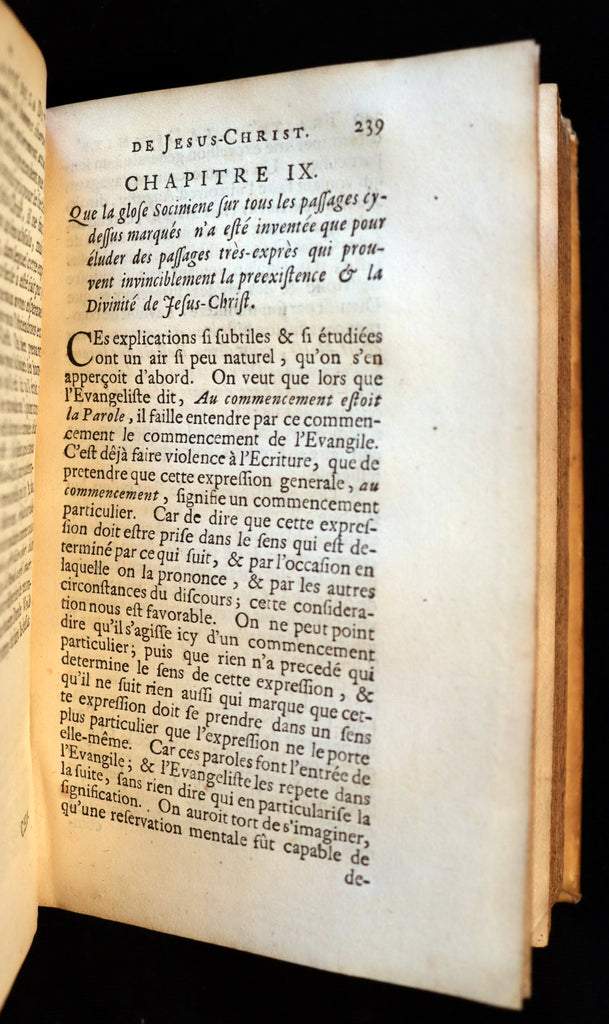 DE JESUS-CHRIST. 239
CHAPITRE IX.
Que la gloſe Sociniene ſur tous les paſſages cy-
deſſus marqués n'a eſté inventée que pour
éluder des paſſages très-exprès qui prou-
vent invinciblement la preexiſtence & la
Divinité de Jeſus-Chriſt.
CEs explications ſi ſubtiles & ſi étudiées
ont un air ſi peu naturel, qu'on s'en
apperçoit d'abord. On veut que lors que
l'Evangeliſte dit, Au commencement eſtoit
la Parole, il faille entendre par ce commen-
cement le commencement de l'Evangile.
C'eſt dêjà faire violence à l'Ecriture, que de
pretendre que cette expreſſion generale, au
commencement, ſignifie un commencement
particulier. Car de dire que cette expreſ-
ſion doit eſtre priſe dans le ſens qui eſt de-
terminé par ce qui ſuit, & par l'occaſion en
laquelle on la prononce, & par les autres
circonſtances du diſcours; cette conſidera-
tion nous eſt favorable. On ne peut point
dire qu'il s'agiſſe icy d'un commencement
particulier; puis que rien n'a precedé qui
determine le ſens de cette expreſſion, &
qu'il ne ſuit rien auſſi qui marque que cet-
te expreſſion doit ſe prendre dans un ſens
plus particulier que l'expreſſion ne le porte
elle-même. Car ces paroles font l'entrée de
l'Evangile; & l'Evangeliſte les repete dans
la ſuite, ſans rien dire qui en particulariſe la
ſignification. On auroit tort de s'imaginer,
qu'une reſervation mentale fût capable de
de-